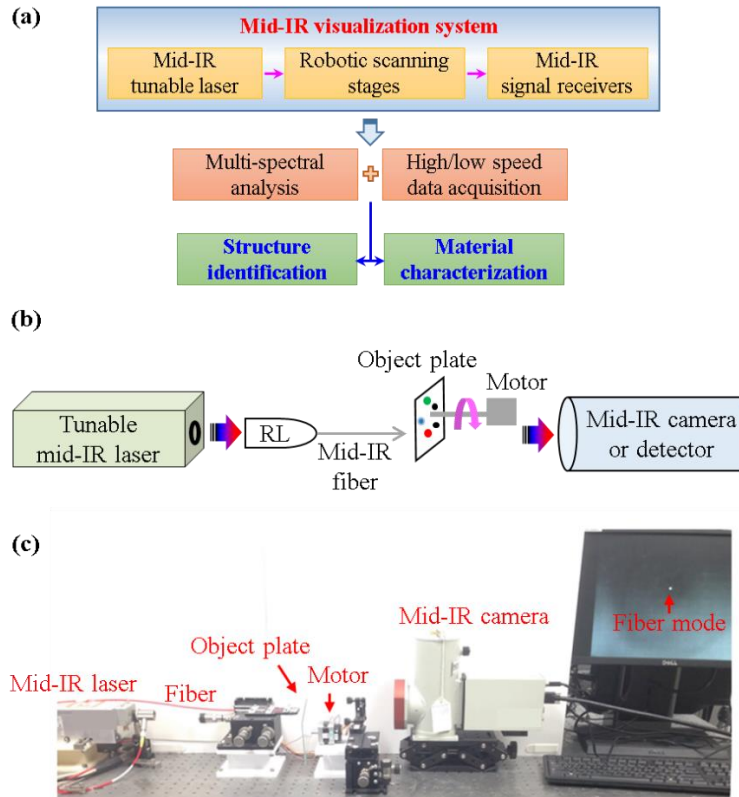 (a)
Mid-IR visualization system
Mid-IR
tunable laser
Robotic scanning
stages
Mid-IR
signal receivers
Multi-spectral
analysis
High/low speed
data acquisition
Structure
identification
Material
characterization
(b)
Tunable
mid-IR laser
RL
Mid-IR
fiber
Object plate
Motor
Mid-IR camera
or detector
(c)
Mid-IR laser
Fiber
Object plate
Motor
Mid-IR camera
Fiber mode
DELL